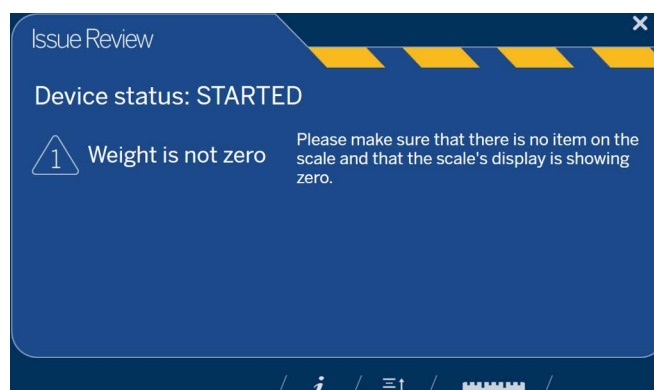 Issue Review
Device status: STARTED
1 Weight is not zero
Please make sure that there is no item on the
scale and that the scale's display is showing
zero.
i